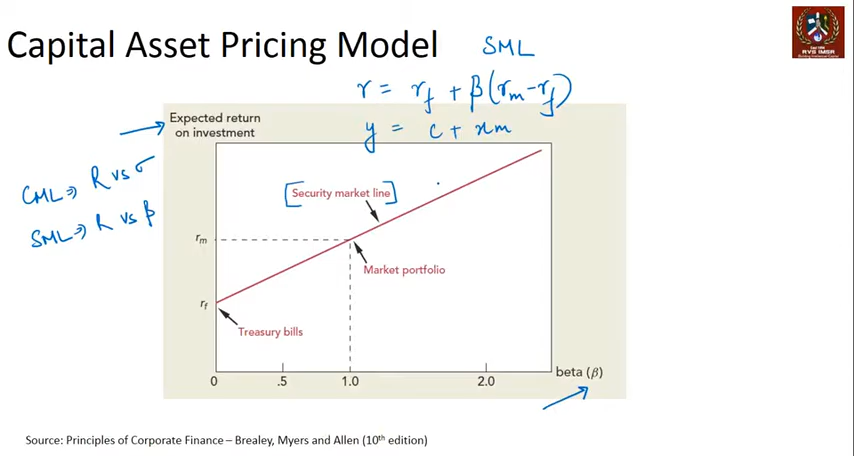 Capital Asset Pricing Model
SML
r = rf + β(rm − rf)
y = c + xm
Expected return
on investment
CML ⇒ R vs σ
SML ⇒ R vs β
[Security market line]
rm
Market portfolio
rf
Treasury bills
0 .5 1.0 2.0
beta (β)
RVS IMSR
Source: Principles of Corporate Finance – Brealey, Myers and Allen (10th edition)